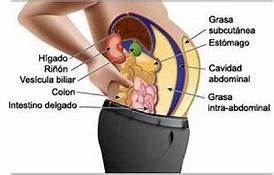 Hígado
Riñón
Vesícula biliar
Colon
Intestino delgado
Grasa
subcutánea
Estómago
Cavidad
abdominal
Grasa
intra-abdominal